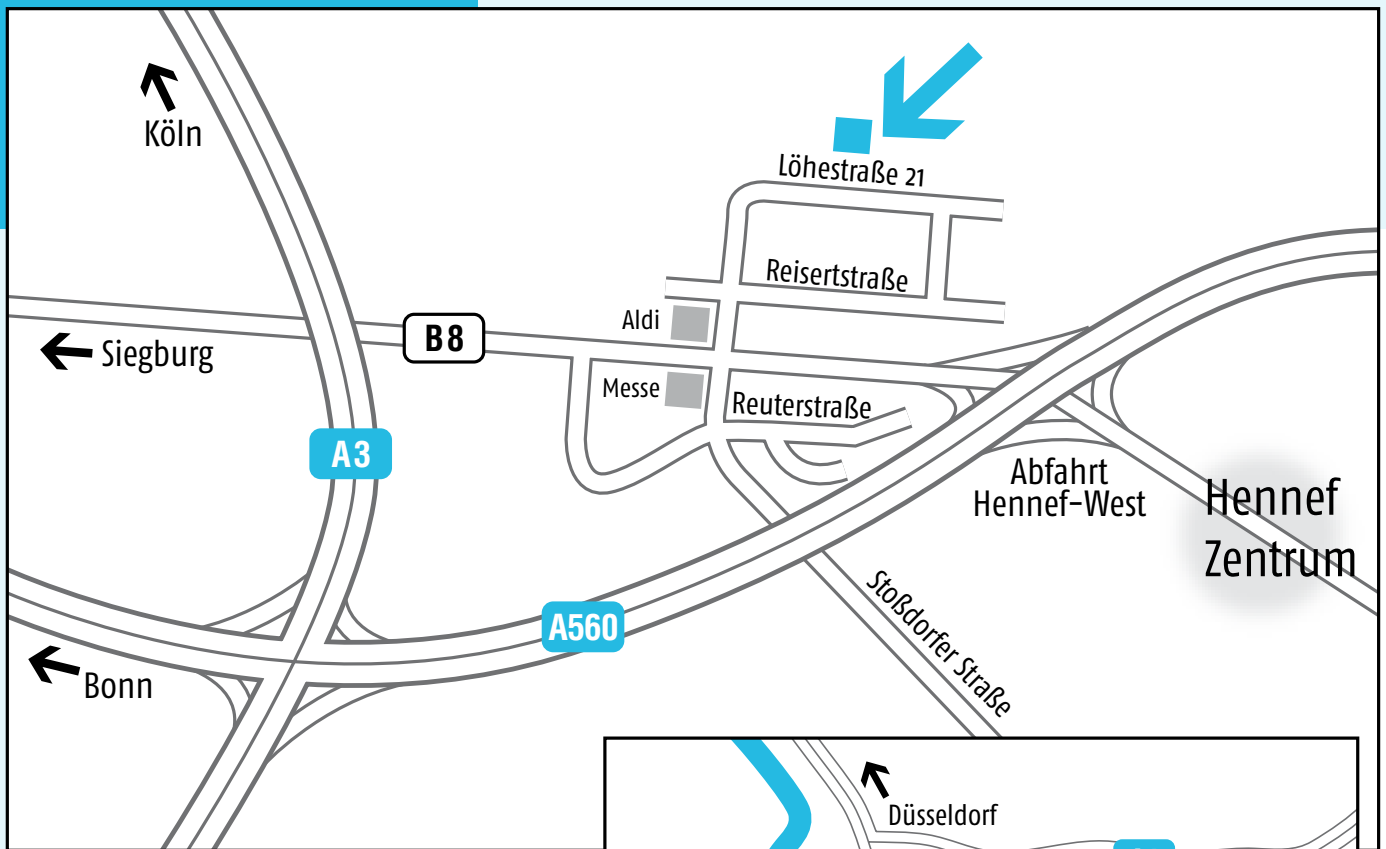 Köln
Löhestraße 21
Reisertstraße
Aldi
B8
Siegburg
Messe
Reuterstraße
A3
Abfahrt
Hennef-West
Hennef
Zentrum
A560
Stoßdorfer Straße
Bonn
Düsseldorf